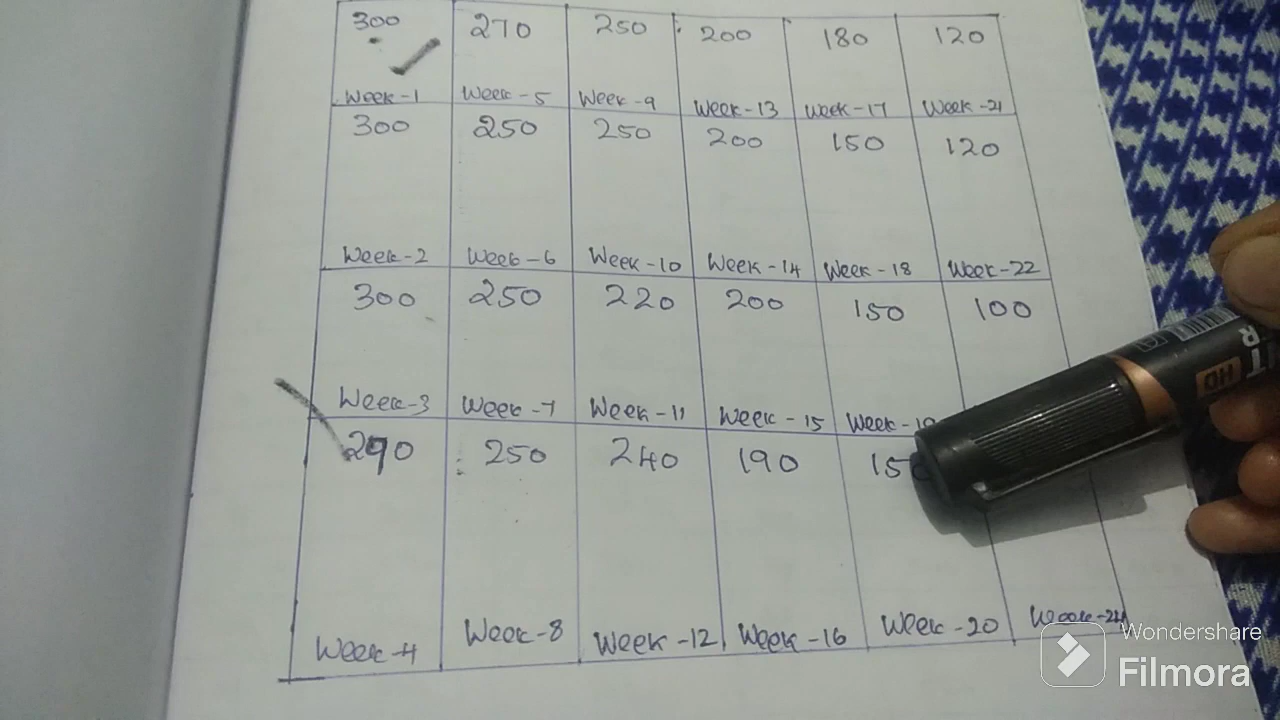 300 270 250 200 180 120
Week-1 Week-5 Week-9 Week-13 Week-17 Week-21
300 250 250 200 150 120
Week-2 Week-6 Week-10 Week-14 Week-18 Week-22
300 250 220 200 150 100
Week-3 Week-7 Week-11 Week-15
290 250 240 190
Week-4 Week-8 Week-12 Week-16 Week-20 Week-24
HD
Wondershare
Filmora